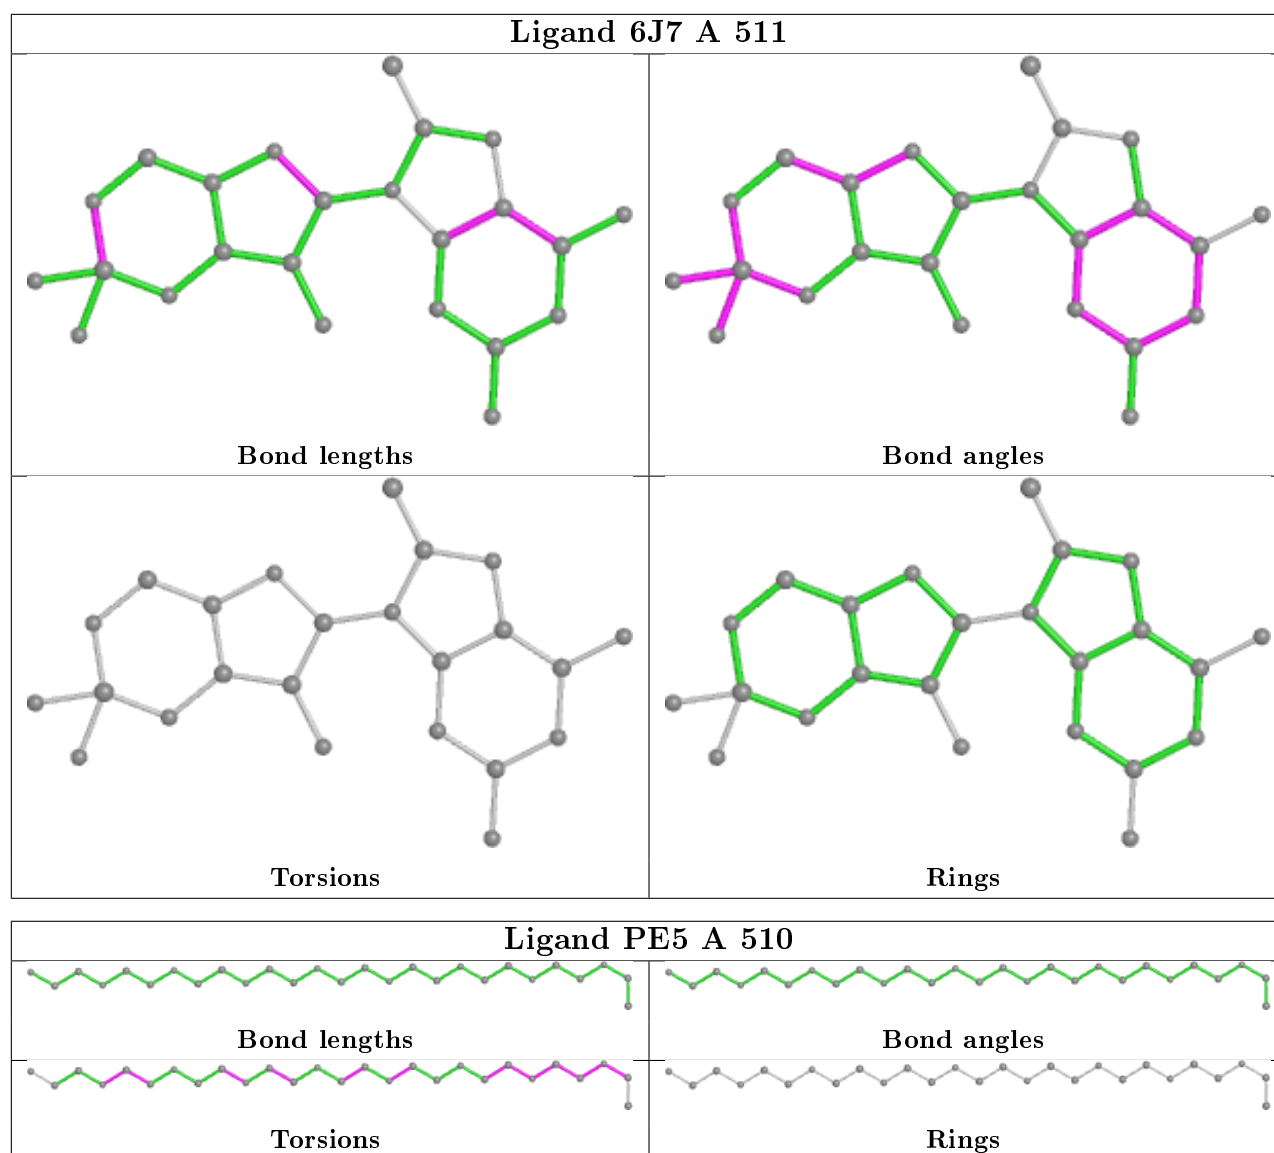 Ligand 6J7 A 511
Bond lengths
Bond angles
Torsions
Rings
Ligand PE5 A 510
Bond lengths
Bond angles
Torsions
Rings